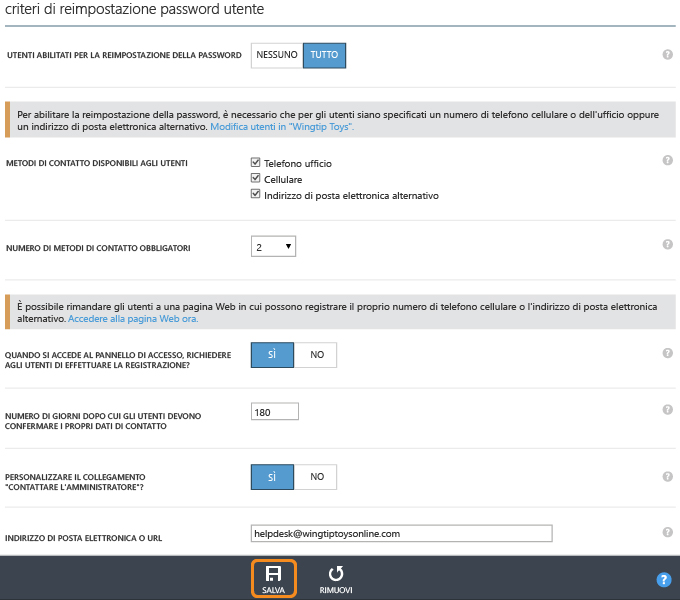 criteri di reimpostazione password utente
UTENTI ABILITATI PER LA REIMPOSTAZIONE DELLA PASSWORD
NESSUNO TUTTO
Per abilitare la reimpostazione della password, è necessario che per gli utenti siano specificati un numero di telefono cellulare o dell'ufficio oppure
un indirizzo di posta elettronica alternativo. Modifica utenti in "Wingtip Toys".
METODI DI CONTATTO DISPONIBILI AGLI UTENTI
Telefono ufficio
Cellulare
Indirizzo di posta elettronica alternativo
NUMERO DI METODI DI CONTATTO OBBLIGATORI
2
È possibile rimandare gli utenti a una pagina Web in cui possono registrare il proprio numero di telefono cellulare o l'indirizzo di posta elettronica
alternativo. Accedere alla pagina Web ora.
QUANDO SI ACCEDE AL PANNELLO DI ACCESSO, RICHIEDERE
AGLI UTENTI DI EFFETTUARE LA REGISTRAZIONE?
SÌ NO
NUMERO DI GIORNI DOPO CUI GLI UTENTI DEVONO
CONFERMARE I PROPRI DATI DI CONTATTO
180
PERSONALIZZARE IL COLLEGAMENTO
"CONTATTARE L'AMMINISTRATORE"?
SÌ NO
INDIRIZZO DI POSTA ELETTRONICA O URL
helpdesk@wingtiptoysonline.com
SALVA RIMUOVI